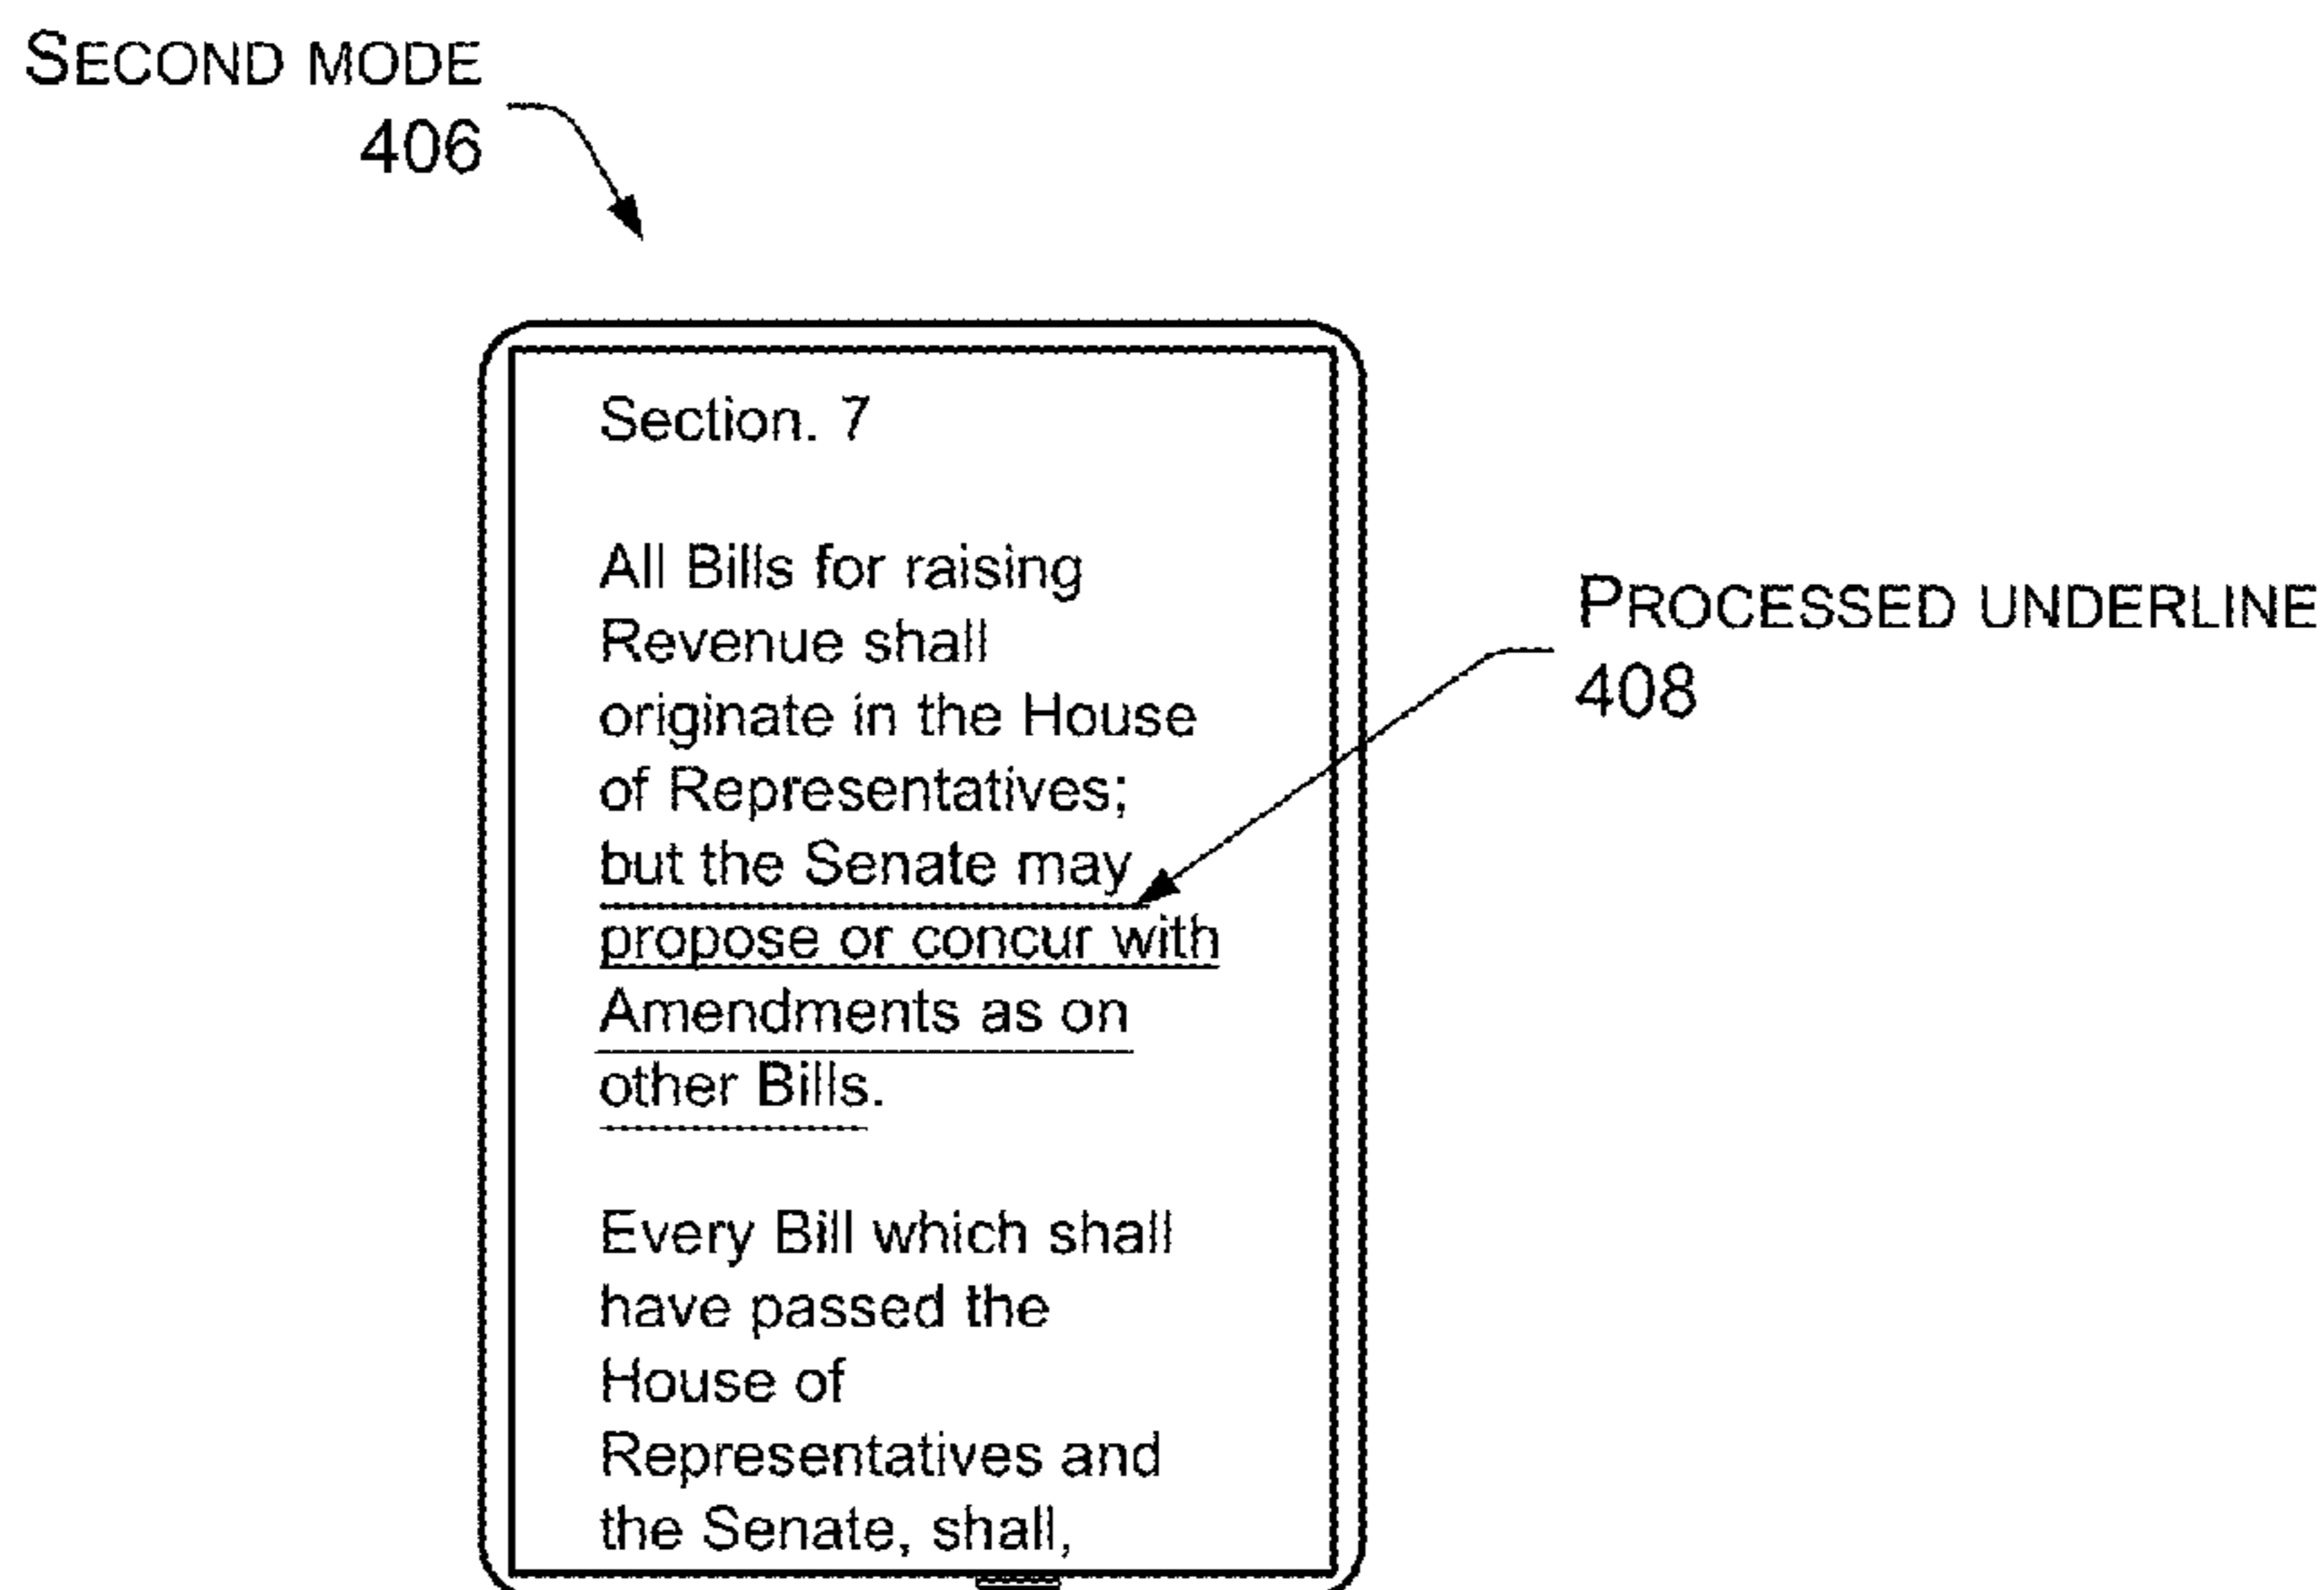 SECOND MODE
406
Section. 7
All Bills for raising
Revenue shall
originate in the House
of Representatives;
but the Senate may
propose or concur with
Amendments as on
other Bills.
Every Bill which shall
have passed the
House of
Representatives and
the Senate, shall,
PROCESSED UNDERLINE
408